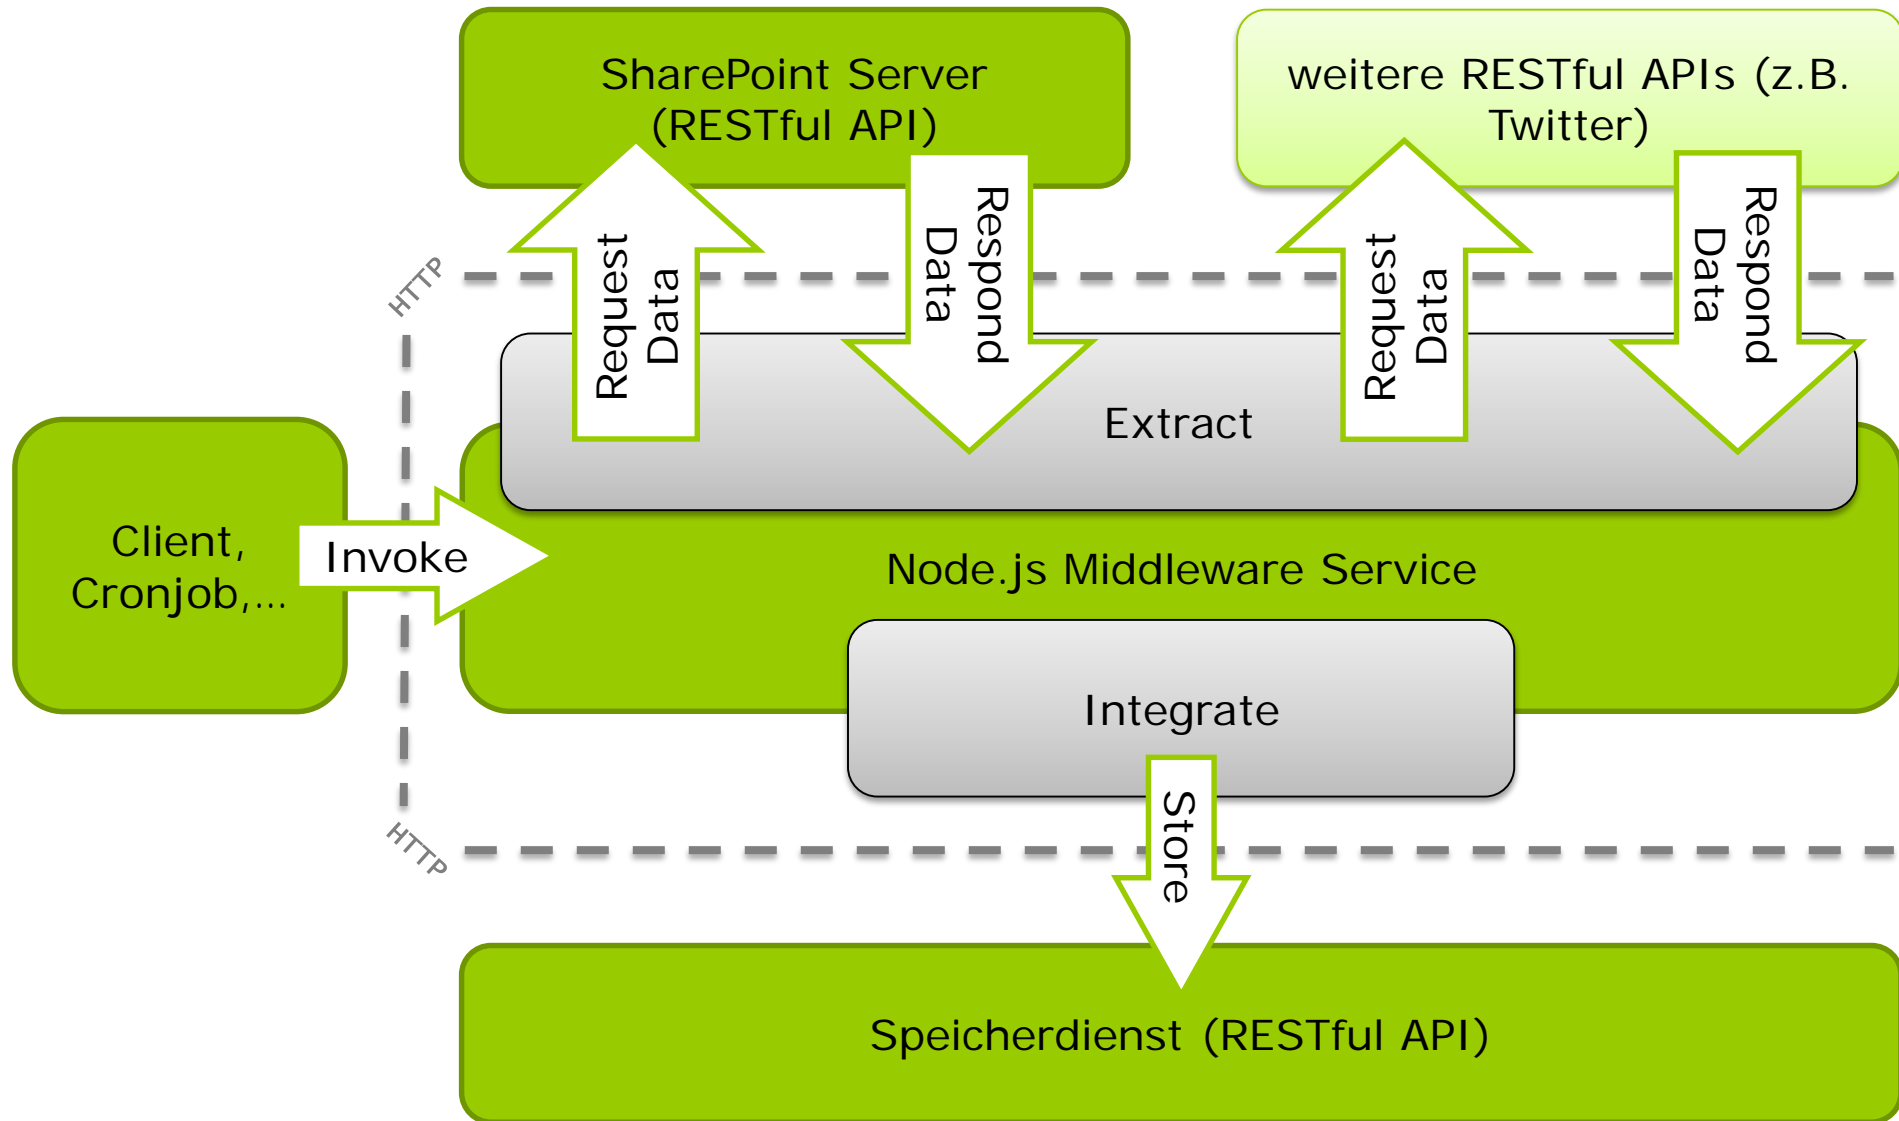 SharePoint Server
(RESTful API)
weitere RESTful APIs (z.B.
Twitter)
Request
Data
Respond
Data
Request
Data
Respond
Data
HTTP
Extract
Client,
Cronjob,...
Invoke
Node.js Middleware Service
Integrate
Store
HTTP
Speicherdienst (RESTful API)